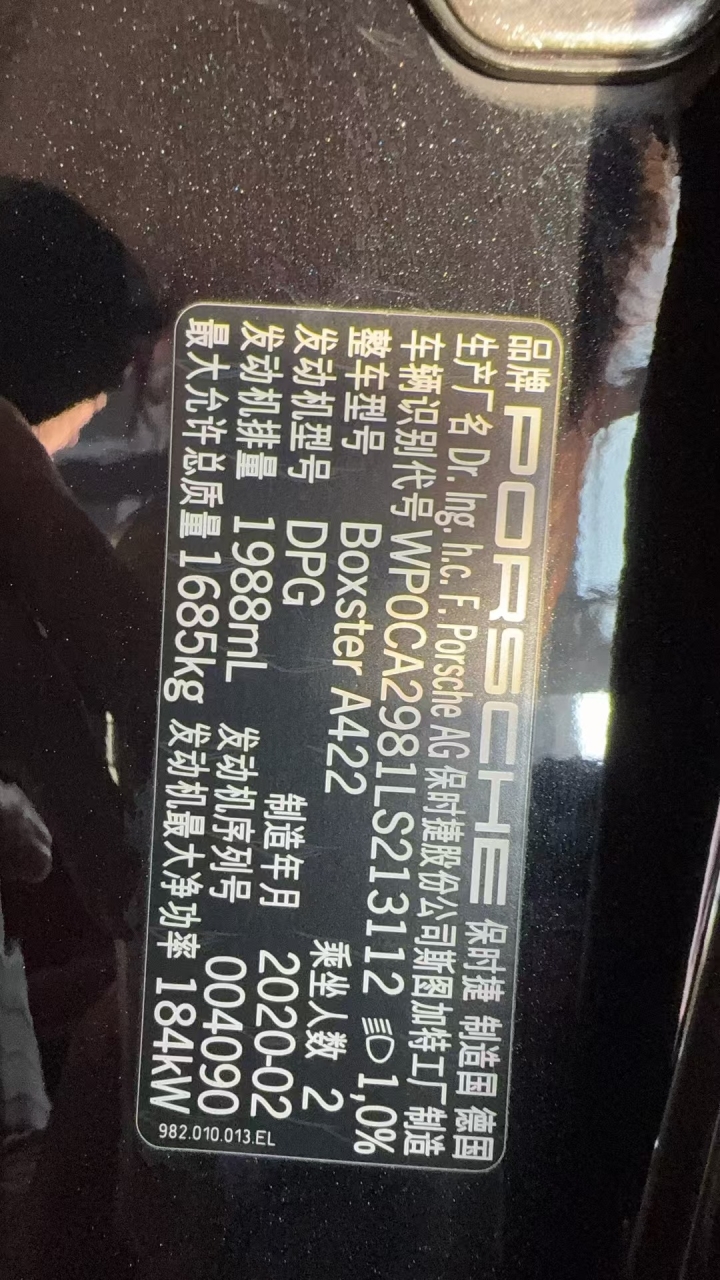 品牌 PORSCHE 保时捷 制造国 德国
生产厂名 Dr. Ing. h.c. F. Porsche AG 保时捷股份公司斯图加特工厂 制造
车辆识别代号 WP0CA2981LS213112 1,0%
整车型号 Boxster A422 乘坐人数 2
发动机型号 DPG 制造年月 2020-02
发动机排量 1988mL 发动机序列号 004090
最大允许总质量 1685kg 发动机最大净功率 184kW
982.010.013.EL